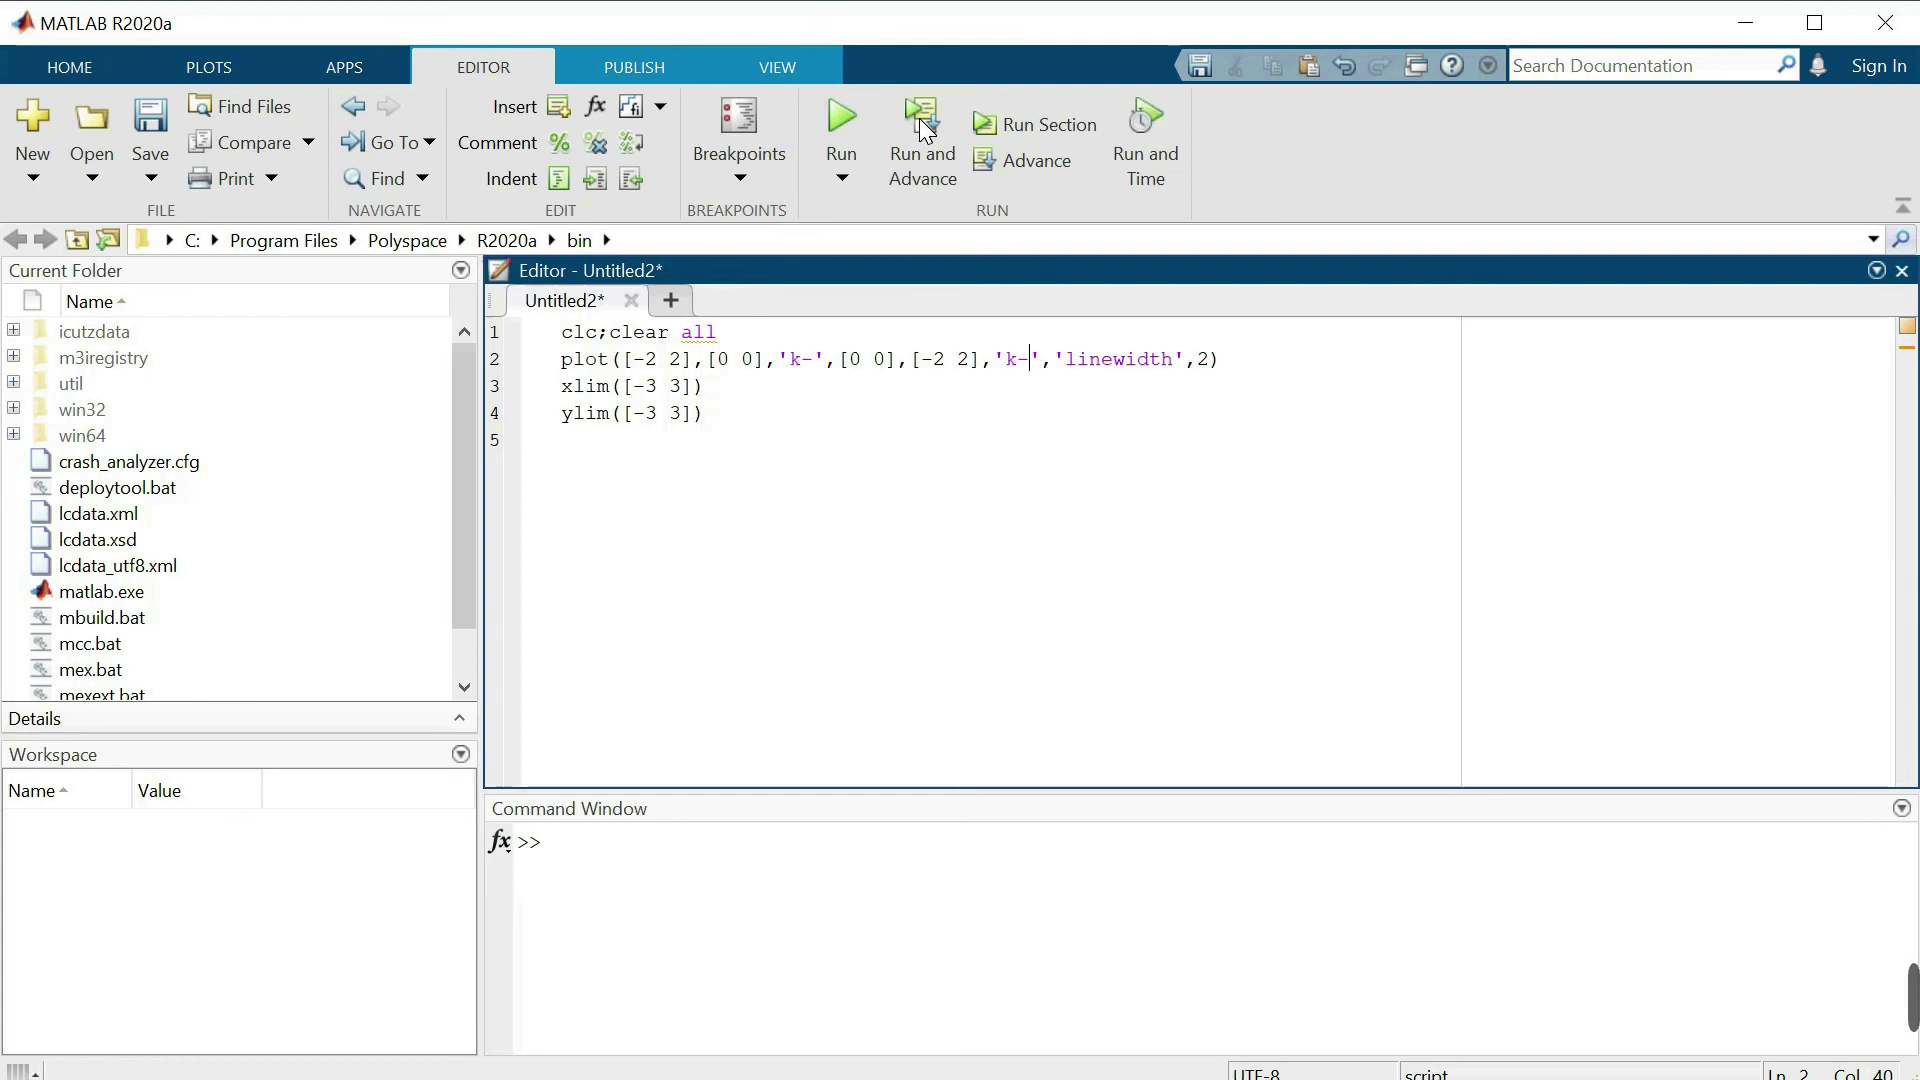 MATLAB R2020a
HOME
PLOTS
APPS
EDITOR
PUBLISH
VIEW
Search Documentation
Sign In
New
Open
Save
Find Files
Compare
Print
FILE
Go To
Find
NAVIGATE
Insert
fx
fi
Comment
%
Indent
EDIT
Breakpoints
BREAKPOINTS
Run
Run and
Advance
Run Section
Advance
Run and
Time
RUN
C: Program Files Polyspace R2020a bin
Current Folder
Name
icutzdata
m3iregistry
util
win32
win64
crash_analyzer.cfg
deploytool.bat
lcdata.xml
lcdata.xsd
lcdata_utf8.xml
matlab.exe
mbuild.bat
mcc.bat
mex.bat
mexext.bat
Details
Workspace
Name Value
Editor - Untitled2*
Untitled2*
1 clc;clear all
2 plot([-2 2],[0 0],'k-',[0 0],[-2 2],'k-','linewidth',2)
3 xlim([-3 3])
4 ylim([-3 3])
5
Command Window
fx >>
UTF-8
script
Ln 2 Col 40